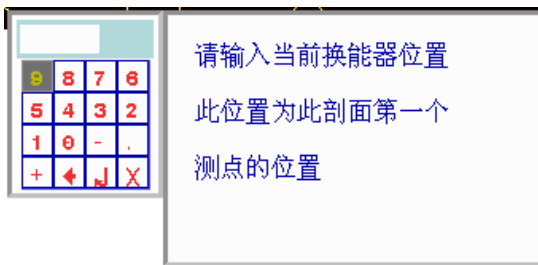 9 8 7 6
5 4 3 2
1 0 - .
+ X
请输入当前换能器位置
此位置为此剖面第一个
测点的位置